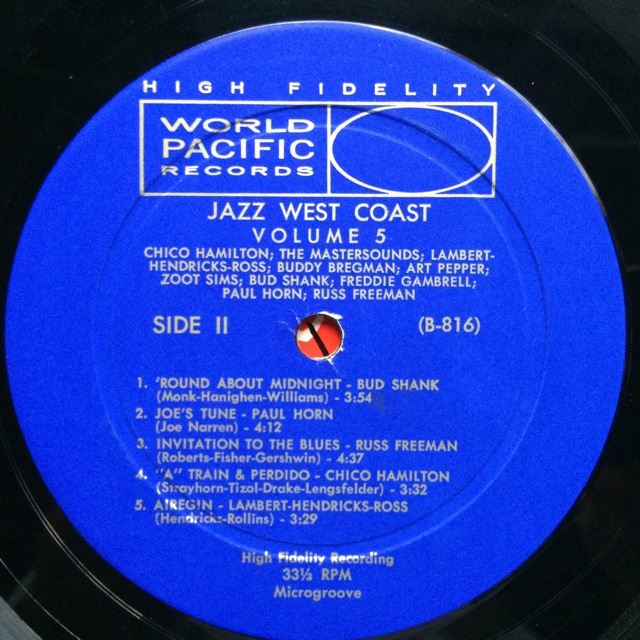 HIGH FIDELITY
WORLD
PACIFIC
RECORDS
JAZZ WEST COAST
VOLUME 5
CHICO HAMILTON; THE MASTERSOUNDS; LAMBERT-
HENDRICKS-ROSS; BUDDY BREGMAN; ART PEPPER;
ZOOT SIMS; BUD SHANK; FREDDIE GAMBRELL;
PAUL HORN; RUSS FREEMAN
SIDE II (B-816)
1. 'ROUND ABOUT MIDNIGHT - BUD SHANK
(Monk-Hanighen-Williams) - 3:54
2. JOE'S TUNE - PAUL HORN
(Joe Narren) - 4:12
3. INVITATION TO THE BLUES - RUSS FREEMAN
(Roberts-Fisher-Gershwin) - 4:37
4. "A" TRAIN & PERDIDO - CHICO HAMILTON
(Strayhorn-Tizol-Drake-Lengsfelder) - 3:32
5. AIREGIN - LAMBERT-HENDRICKS-ROSS
(Hendricks-Rollins) - 3:29
High Fidelity Recording
33⅓ RPM
Microgroove